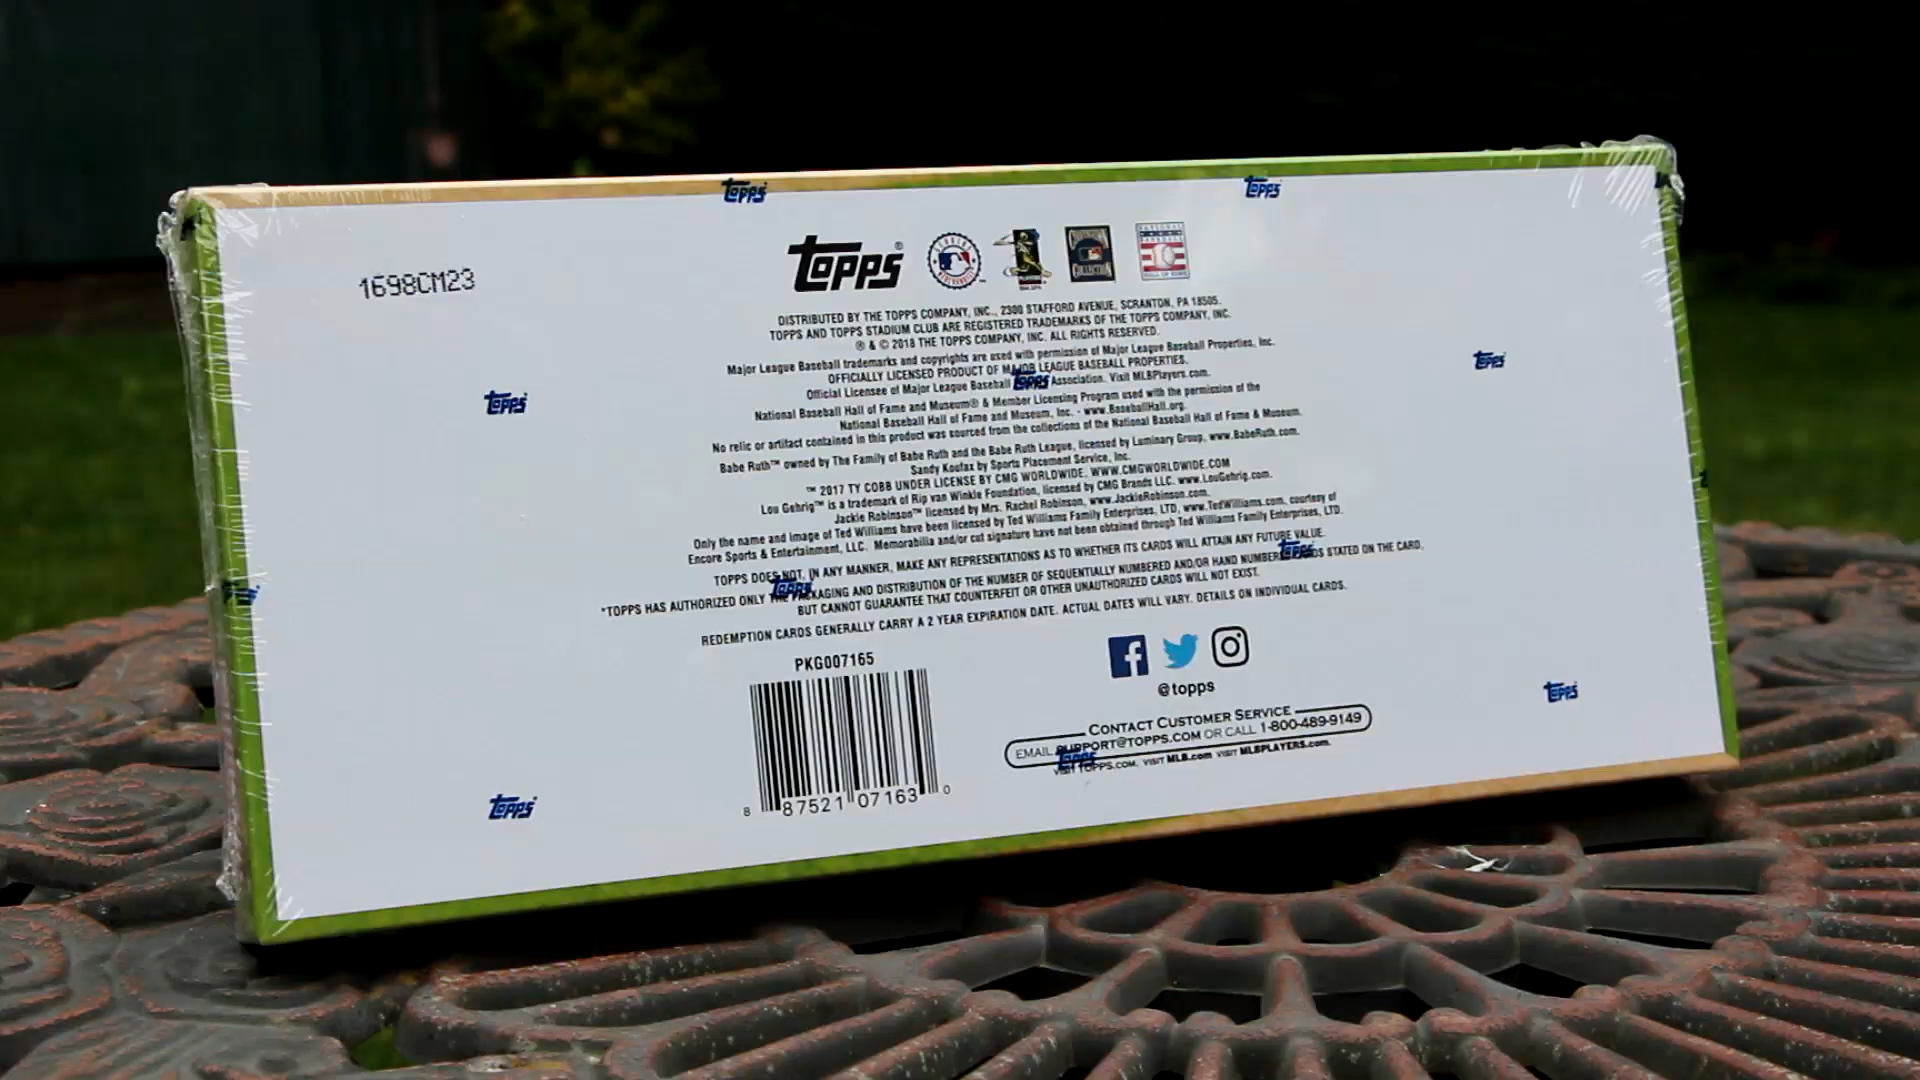 1698CM23
topps®
DISTRIBUTED BY THE TOPPS COMPANY, INC., 2300 STAFFORD AVENUE, SCRANTON, PA 18505.
TOPPS AND TOPPS STADIUM CLUB ARE REGISTERED TRADEMARKS OF THE TOPPS COMPANY, INC.
® & © 2018 THE TOPPS COMPANY, INC. ALL RIGHTS RESERVED.
Major League Baseball trademarks and copyrights are used with permission of Major League Baseball Properties, Inc.
OFFICIALLY LICENSED PRODUCT OF MAJOR LEAGUE BASEBALL PROPERTIES.
Official Licensee of Major League Baseball Association. Visit MLBPlayers.com.
National Baseball Hall of Fame and Museum® & Member Licensing Program used with the permission of the
National Baseball Hall of Fame and Museum, Inc. - www.BaseballHall.org.
No relic or artifact contained in this product was sourced from the collections of the National Baseball Hall of Fame & Museum.
Babe Ruth™ owned by The Family of Babe Ruth and the Babe Ruth League, licensed by Luminary Group, www.BabeRuth.com.
Sandy Koufax by Sports Placement Service, Inc.
™ 2017 TY COBB UNDER LICENSE BY CMG WORLDWIDE. WWW.CMGWORLDWIDE.COM
Lou Gehrig™ is a trademark of Rip van Winkle Foundation, licensed by CMG Brands LLC. www.LouGehrig.com.
Jackie Robinson™ licensed by Mrs. Rachel Robinson, www.JackieRobinson.com.
Only the name and image of Ted Williams have been licensed by Ted Williams Family Enterprises, LTD, www.TedWilliams.com, courtesy of
Encore Sports & Entertainment, LLC. Memorabilia and/or cut signature have not been obtained through Ted Williams Family Enterprises, LTD.
TOPPS DOES NOT, IN ANY MANNER, MAKE ANY REPRESENTATIONS AS TO WHETHER ITS CARDS WILL ATTAIN ANY FUTURE VALUE.
*TOPPS HAS AUTHORIZED ONLY THE PACKAGING AND DISTRIBUTION OF THE NUMBER OF SEQUENTIALLY NUMBERED AND/OR HAND NUMBERED CARDS STATED ON THE CARD,
BUT CANNOT GUARANTEE THAT COUNTERFEIT OR OTHER UNAUTHORIZED CARDS WILL NOT EXIST.
REDEMPTION CARDS GENERALLY CARRY A 2 YEAR EXPIRATION DATE. ACTUAL DATES WILL VARY. DETAILS ON INDIVIDUAL CARDS.
PKG007165
8 87521 07163 0
@topps
CONTACT CUSTOMER SERVICE
EMAIL SUPPORT@TOPPS.COM OR CALL 1-800-489-9149
VISIT TOPPS.COM. VISIT MLB.com VISIT MLBPLAYERS.com.
topps
topps
topps
topps
topps
topps
topps
topps
topps
topps